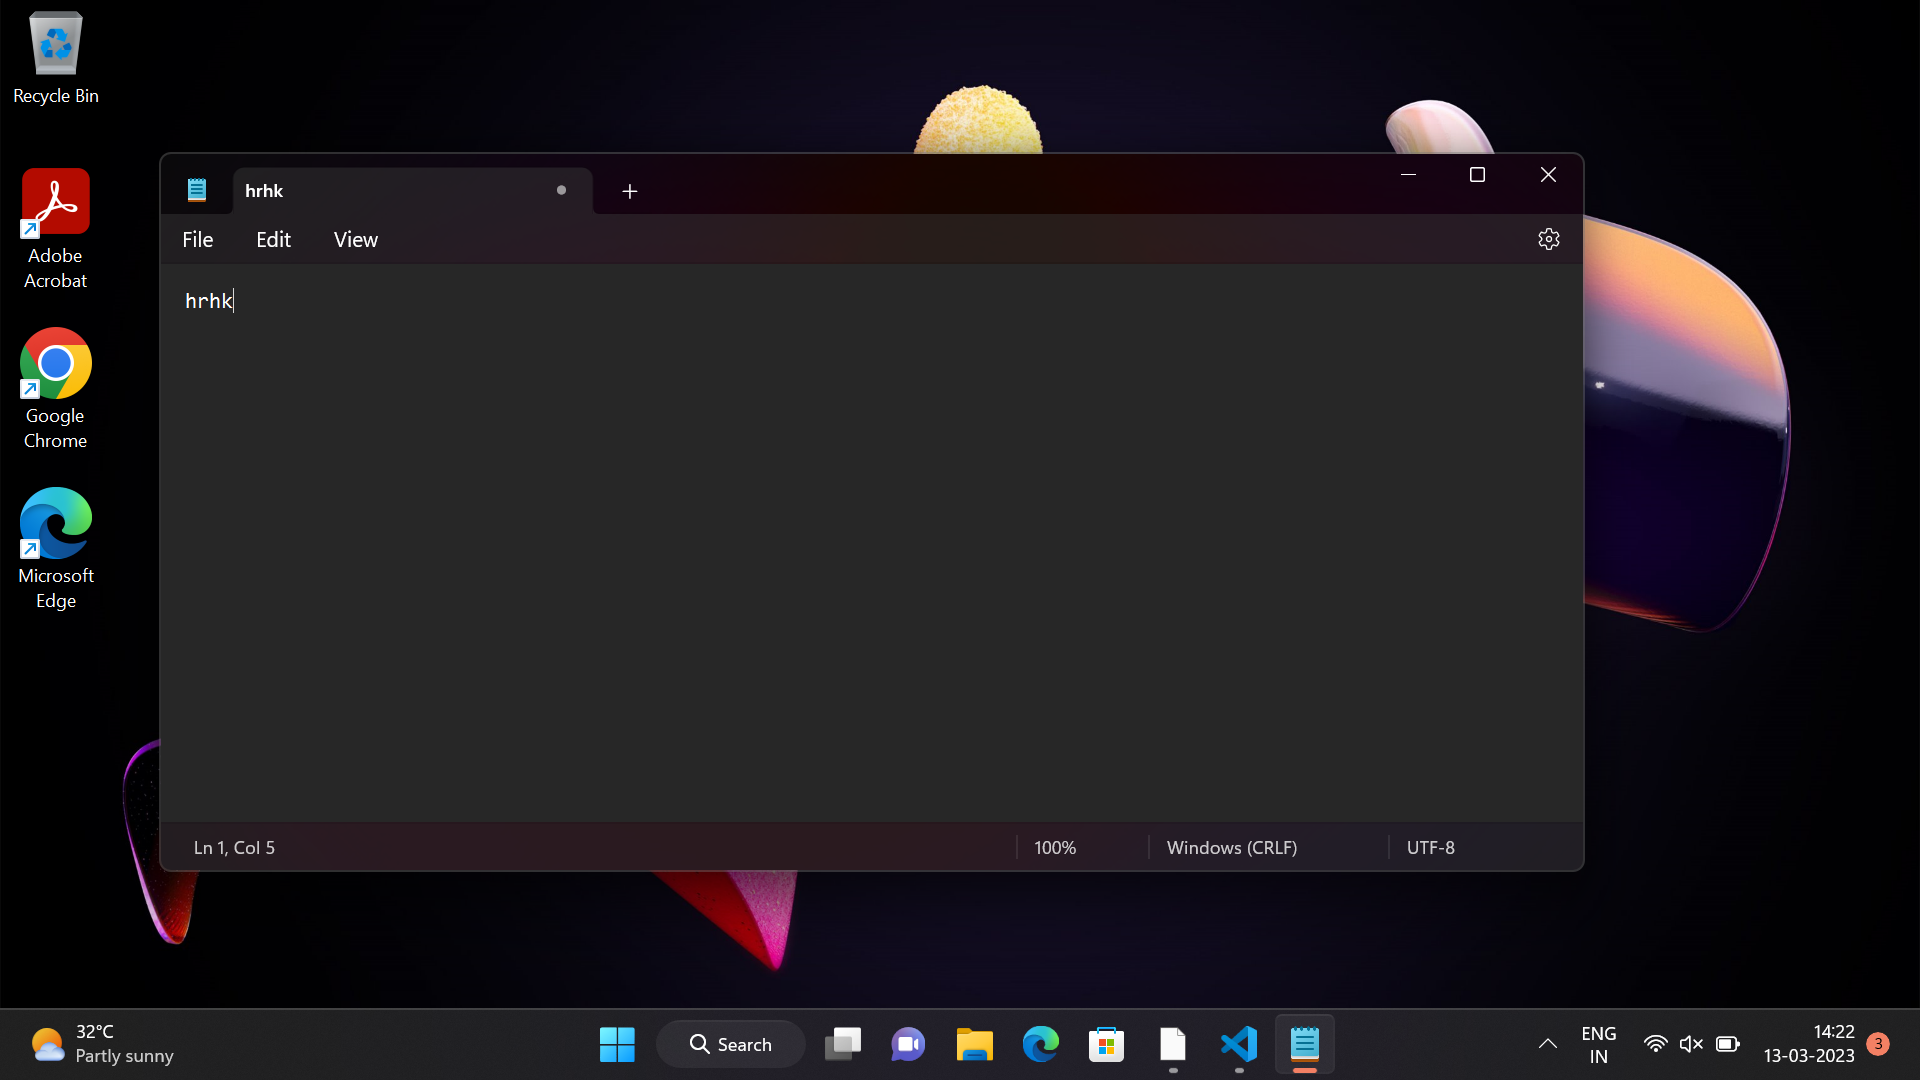 Recycle Bin
Adobe
Acrobat
Google
Chrome
Microsoft
Edge
hrhk
File Edit View
hrhk
Ln 1, Col 5 100% Windows (CRLF) UTF-8
32°C
Partly sunny
Search
ENG
IN
14:22
13-03-2023
3